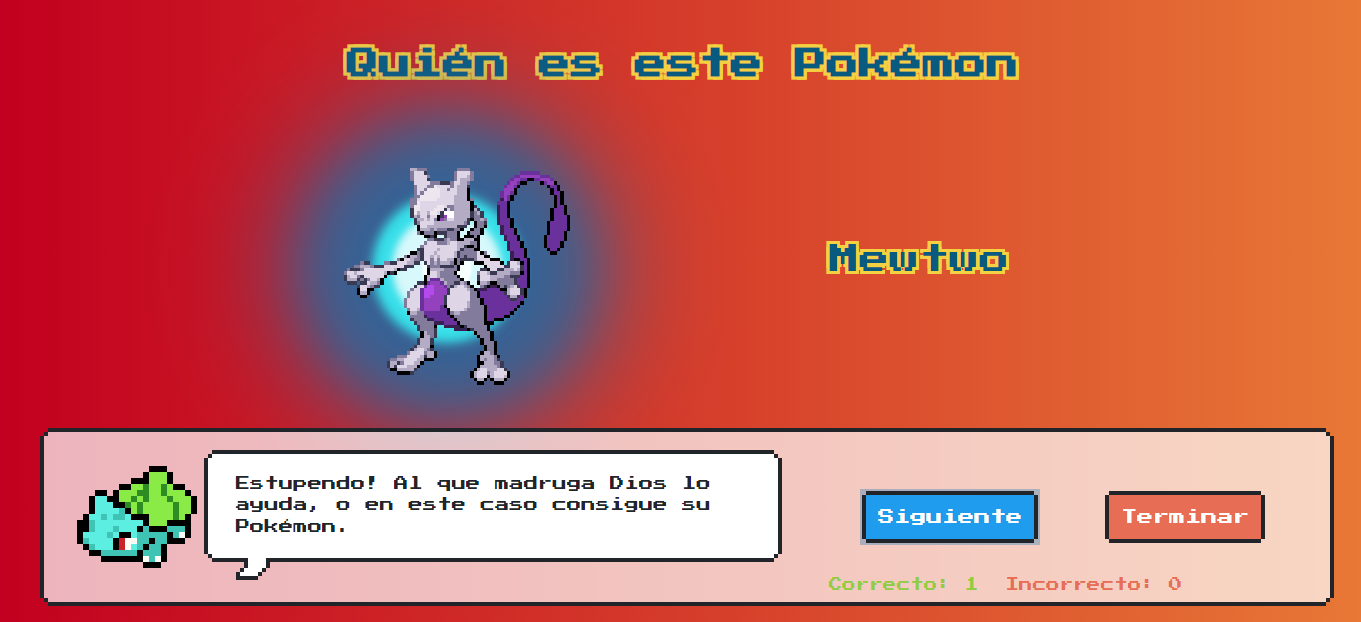 Quién es este Pokémon
Mewtwo
Estupendo! Al que madruga Dios lo
ayuda, o en este caso consigue su
Pokémon.
Siguiente
Terminar
Correcto: 1 Incorrecto: 0